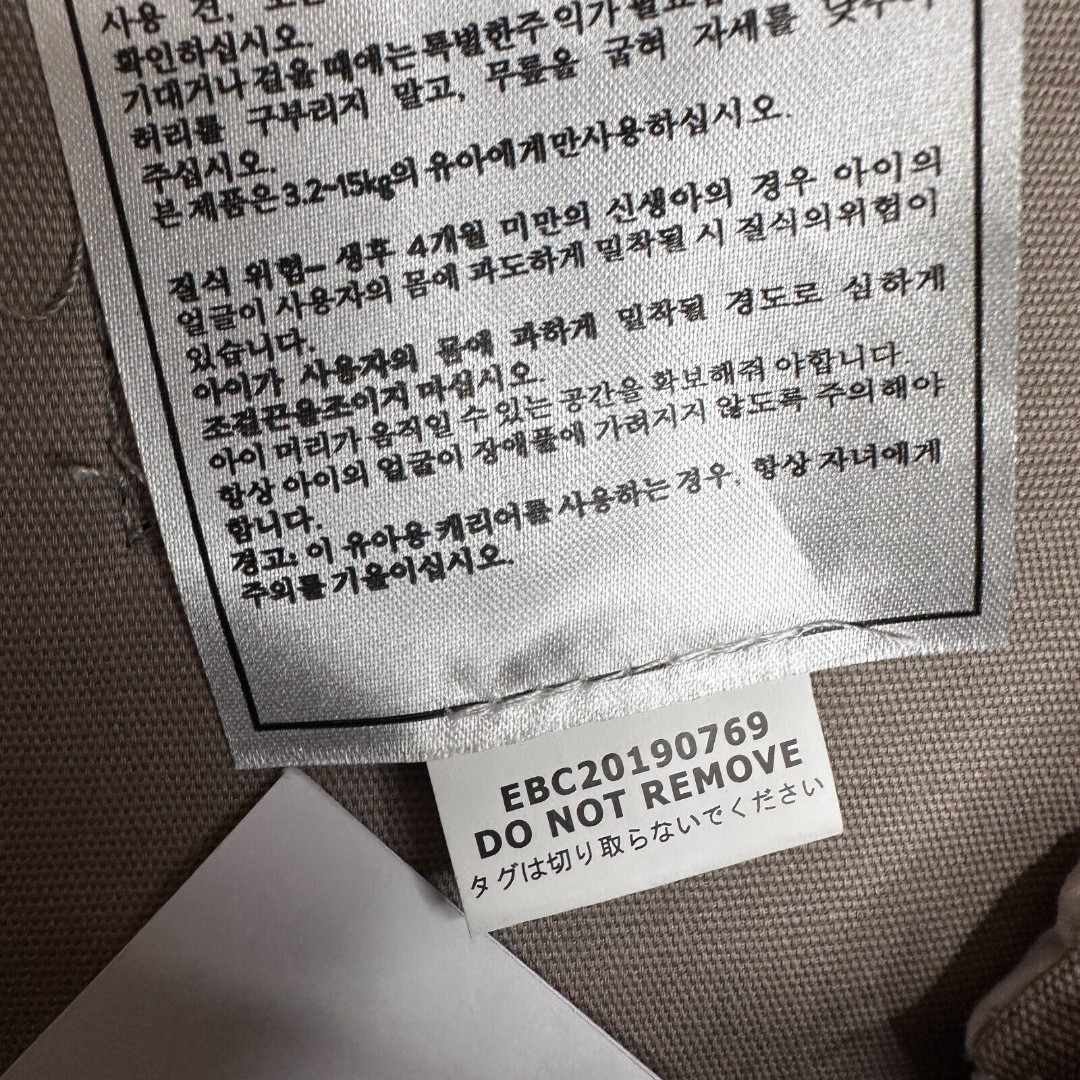 사용 전,
확인하십시오.
기대거나 걸을 때에는 특별한주 의가
허리를 구부리지 말고, 무릎을 굽혀 자세를 낮추어
주십시오.
본 제품은 3.2~15kg의 유아에게만사용하십시오.
질식 위험– 생후 4개월 미만의 신생아의 경우 아이의
얼굴이 사용자의 몸에 과도하게 밀착될 시 질식의위험이
있습니다.
아이가 사용자의 몸에 과하게 밀착될 경도로 심하게
조절끈을조이지 마십시오.
아이 머리가 움직일 수 있는 공간을 확보해줘 야합니다.
항상 아이의 얼굴이 장애플에 가려지지 않도록 주의해야
합니다.
경고: 이 유아용 캐리어를 사용하는 경우, 항상 자녀에게
주의를 기울이십시오.
EBC20190769
DO NOT REMOVE
タグは切り取らないでください